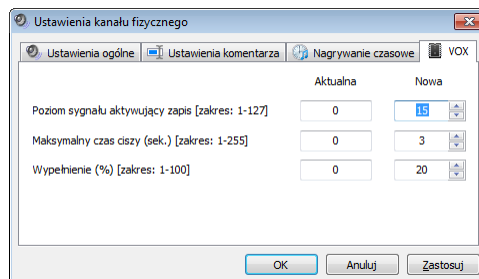 Ustawienia kanału fizycznego
Ustawienia ogólne Ustawienia komentarza Nagrywanie czasowe VOX
Aktualna Nowa
Poziom sygnału aktywujący zapis [zakres: 1-127] 0 15
Maksymalny czas ciszy (sek.) [zakres: 1-255] 0 3
Wypełnienie (%) [zakres: 1-100] 0 20
OK Anuluj Zastosuj